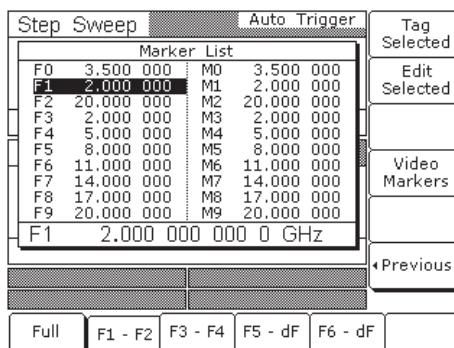 Step Sweep Auto Trigger
Marker List
F0 3.500 000 M0 3.500 000
F1 2.000 000 M1 2.000 000
F2 20.000 000 M2 20.000 000
F3 2.000 000 M3 2.000 000
F4 5.000 000 M4 5.000 000
F5 8.000 000 M5 8.000 000
F6 11.000 000 M6 11.000 000
F7 14.000 000 M7 14.000 000
F8 17.000 000 M8 17.000 000
F9 20.000 000 M9 20.000 000
F1 2.000 000 000 0 GHz
Tag
Selected
Edit
Selected
Video
Markers
Previous
Full F1 - F2 F3 - F4 F5 - dF F6 - dF